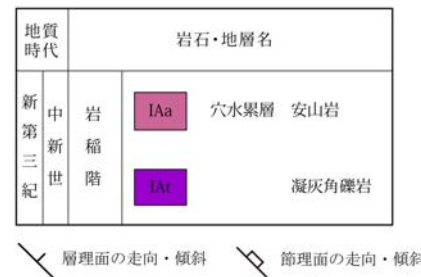 地質時代 岩石・地層名
新第三紀 中新世 岩稲階 IAa 穴水累層 安山岩
IAt 凝灰角礫岩
層理面の走向・傾斜 節理面の走向・傾斜